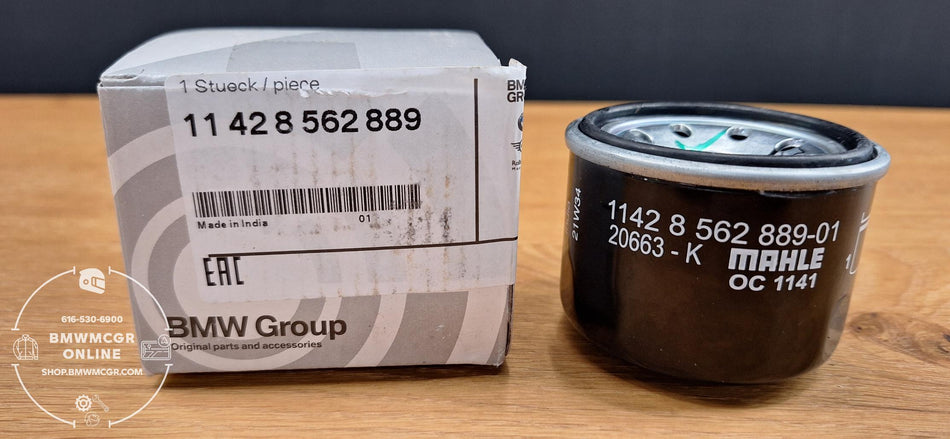 1 Stueck / piece
11 42 8 562 889
Made in India
01
EAC
BMW Group
Original parts and accessories
21W34
1142 8 562 889-01
20663 - K
MAHLE
OC 1141
616-530-6900
BMWMCGR
ONLINE
SHOP.BMWMCGR.COM